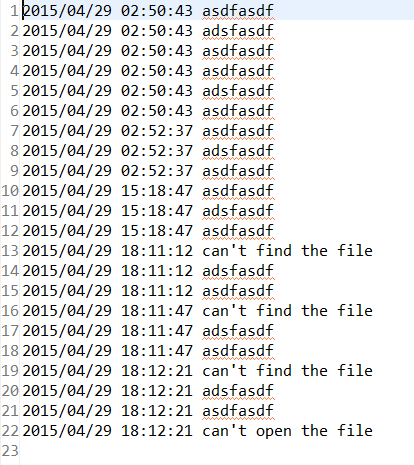 1 2015/04/29 02:50:43 asdfasdf
2 2015/04/29 02:50:43 adsfasdf
3 2015/04/29 02:50:43 asdfasdf
4 2015/04/29 02:50:43 asdfasdf
5 2015/04/29 02:50:43 adsfasdf
6 2015/04/29 02:50:43 asdfasdf
7 2015/04/29 02:52:37 asdfasdf
8 2015/04/29 02:52:37 adsfasdf
9 2015/04/29 02:52:37 asdfasdf
10 2015/04/29 15:18:47 asdfasdf
11 2015/04/29 15:18:47 adsfasdf
12 2015/04/29 15:18:47 asdfasdf
13 2015/04/29 18:11:12 can't find the file
14 2015/04/29 18:11:12 adsfasdf
15 2015/04/29 18:11:12 asdfasdf
16 2015/04/29 18:11:47 can't find the file
17 2015/04/29 18:11:47 adsfasdf
18 2015/04/29 18:11:47 asdfasdf
19 2015/04/29 18:12:21 can't find the file
20 2015/04/29 18:12:21 adsfasdf
21 2015/04/29 18:12:21 asdfasdf
22 2015/04/29 18:12:21 can't open the file
23